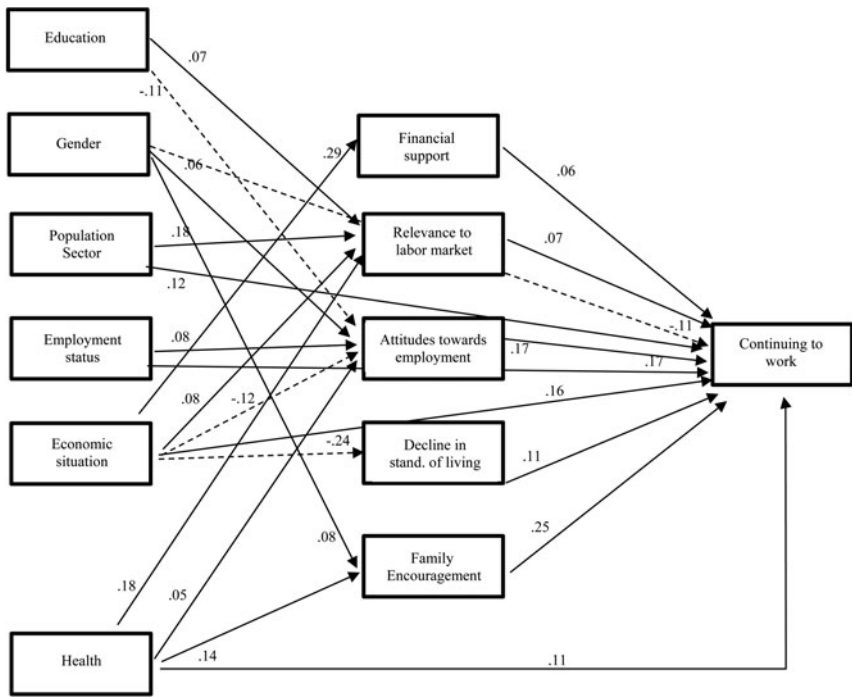 Education
.07
-.11
Gender
Financial
support
.29
.06
.06
Population
Sector
.18
Relevance to
labor market
.07
.12
-.11
Employment
status
.08
Attitudes towards
employment
.17
.17
Continuing to
work
.08
-.12
.16
Economic
situation
-.24
Decline in
stand. of living
.11
.08
.25
Family
Encouragement
.18
.05
Health
.14
.11